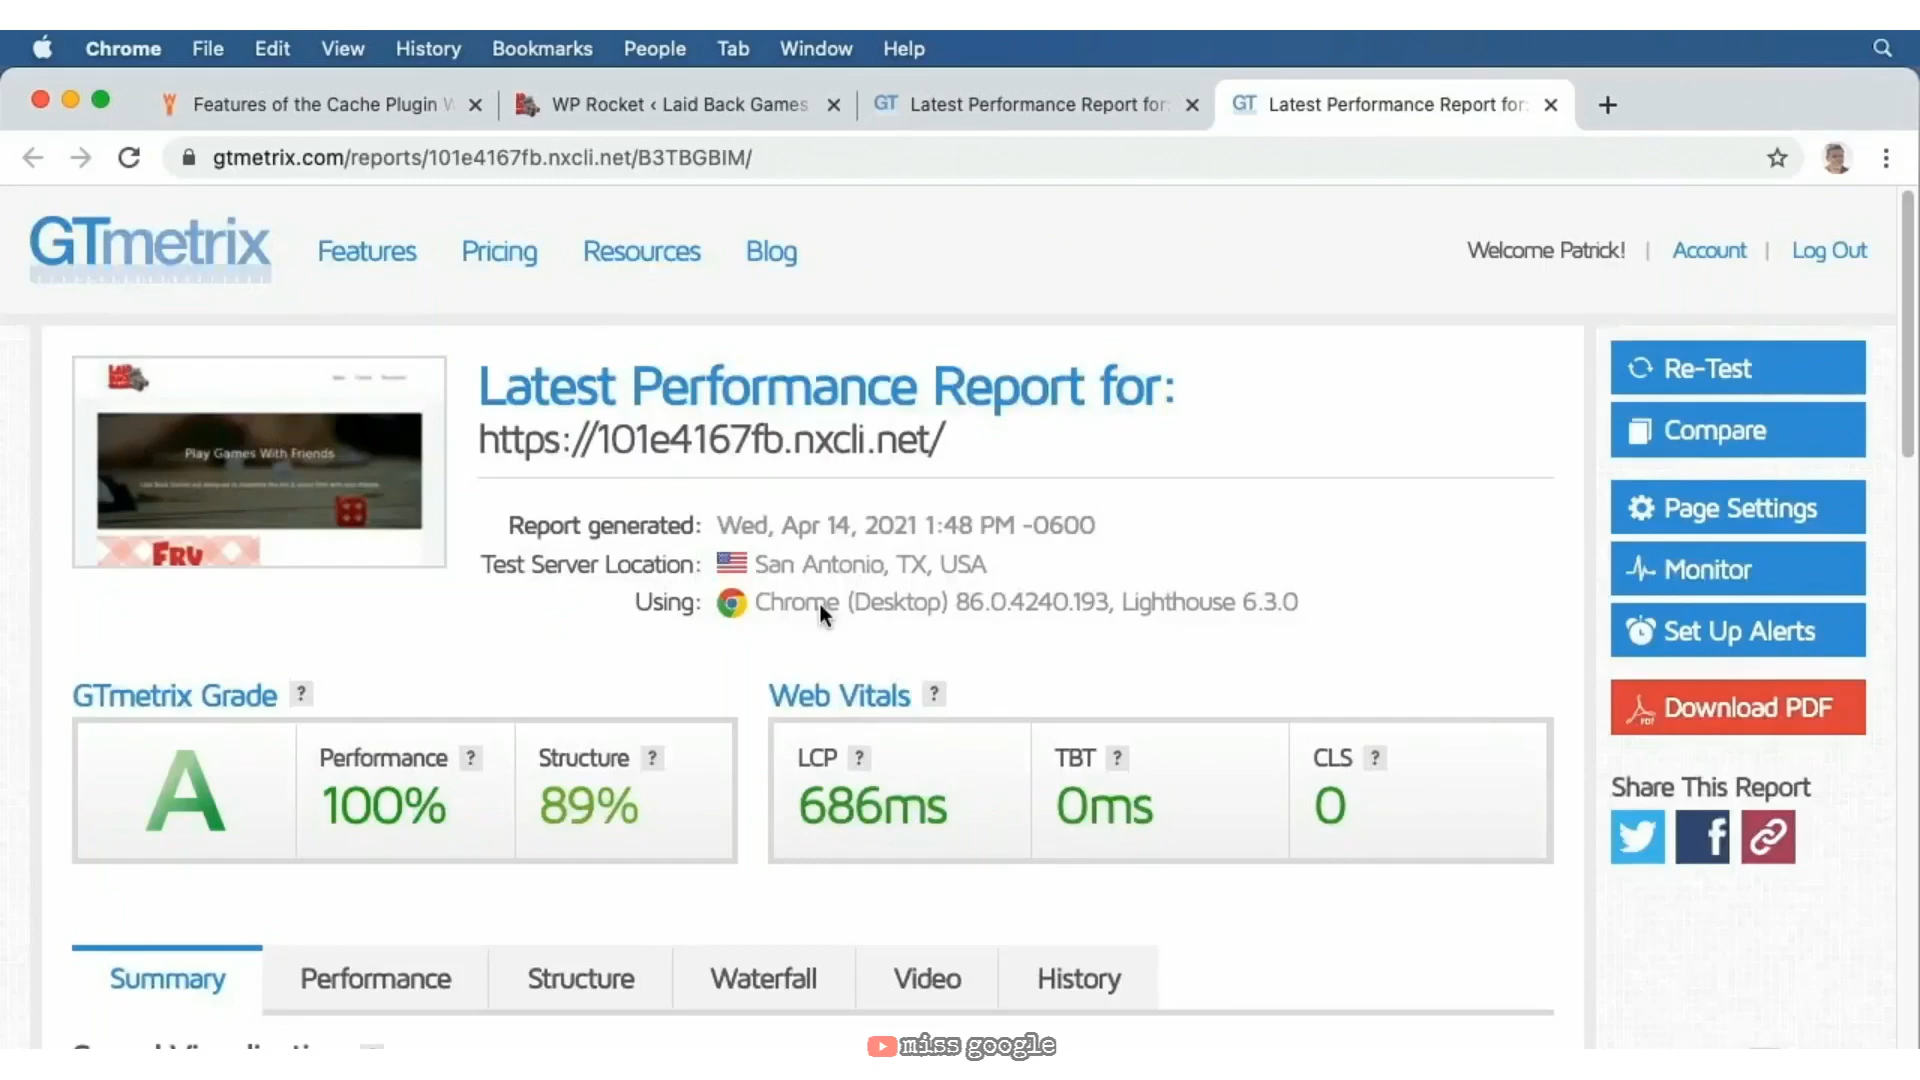 Chrome File Edit View History Bookmarks People Tab Window Help
Features of the Cache Plugin W
WP Rocket ‹ Laid Back Games
GT Latest Performance Report for:
GT Latest Performance Report for:
gtmetrix.com/reports/101e4167fb.nxcli.net/B3TBGBIM/
GTmetrix Features Pricing Resources Blog
Welcome Patrick! | Account | Log Out
Play Games With Friends
FRY
Latest Performance Report for:
https://101e4167fb.nxcli.net/
Report generated: Wed, Apr 14, 2021 1:48 PM -0600
Test Server Location: San Antonio, TX, USA
Using: Chrome (Desktop) 86.0.4240.193, Lighthouse 6.3.0
Re-Test
Compare
Page Settings
Monitor
Set Up Alerts
PDF Download PDF
Share This Report
GTmetrix Grade ?
A
Performance ?
100%
Structure ?
89%
Web Vitals ?
LCP ?
686ms
TBT ?
0ms
CLS ?
0
Summary Performance Structure Waterfall Video History
miss google